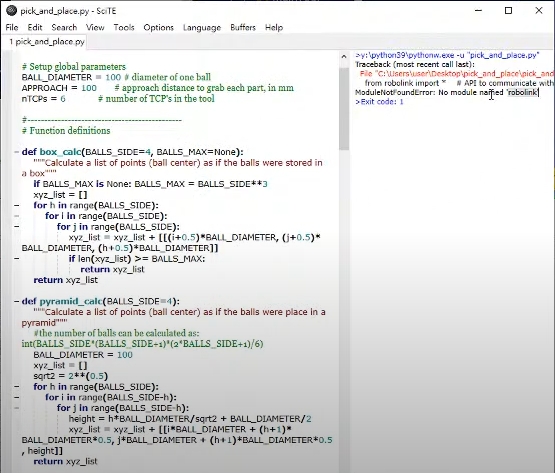 pick_and_place.py - SciTE
File Edit Search View Tools Options Language Buffers Help
1 pick_and_place.py
# Setup global parameters
BALL_DIAMETER = 100 # diameter of one ball
APPROACH = 100 # approach distance to grab each part, in mm
nTCPs = 6 # number of TCP's in the tool
#----------------------------------------------
# Function definitions
def box_calc(BALLS_SIDE=4, BALLS_MAX=None):
"""Calculate a list of points (ball center) as if the balls were stored in
a box"""
if BALLS_MAX is None: BALLS_MAX = BALLS_SIDE**3
xyz_list = []
for h in range(BALLS_SIDE):
for i in range(BALLS_SIDE):
for j in range(BALLS_SIDE):
xyz_list = xyz_list + [[(i+0.5)*BALL_DIAMETER, (j+0.5)*
BALL_DIAMETER, (h+0.5)*BALL_DIAMETER]]
if len(xyz_list) >= BALLS_MAX:
return xyz_list
return xyz_list
def pyramid_calc(BALLS_SIDE=4):
"""Calculate a list of points (ball center) as if the balls were place in a
pyramid"""
#the number of balls can be calculated as:
int(BALLS_SIDE*(BALLS_SIDE+1)*(2*BALLS_SIDE+1)/6)
BALL_DIAMETER = 100
xyz_list = []
sqrt2 = 2**(0.5)
for h in range(BALLS_SIDE):
for i in range(BALLS_SIDE-h):
for j in range(BALLS_SIDE-h):
height = h*BALL_DIAMETER/sqrt2 + BALL_DIAMETER/2
xyz_list = xyz_list + [[i*BALL_DIAMETER + (h+1)*
BALL_DIAMETER*0.5, j*BALL_DIAMETER + (h+1)*BALL_DIAMETER*0.5
, height]]
return xyz_list
>y:\python39\pythonw.exe -u "pick_and_place.py"
Traceback (most recent call last):
File "C:\Users\user\Desktop\pick_and_place\pick_and
from robolink import * # API to communicate with
ModuleNotFoundError: No module named 'robolink'
>Exit code: 1